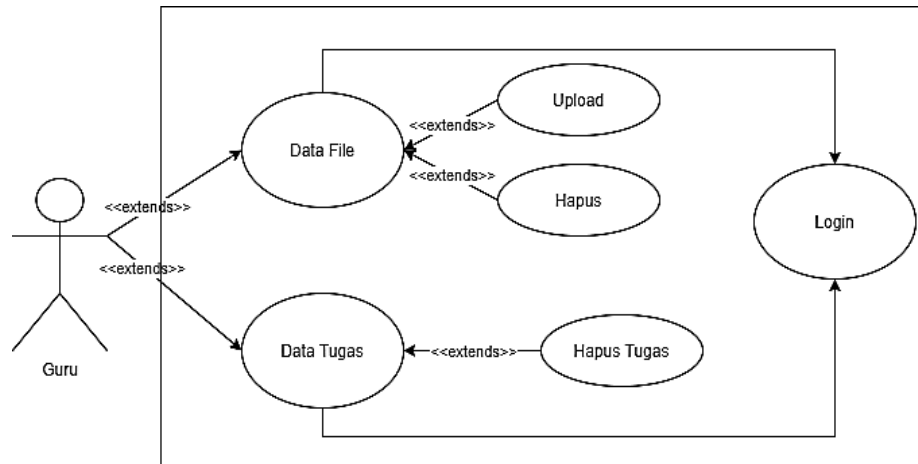 Upload
<<extends>>
Data File
<<extends>>
Hapus
<<extends>>
Login
<<extends>>
Guru
Data Tugas
<<extends>>
Hapus Tugas